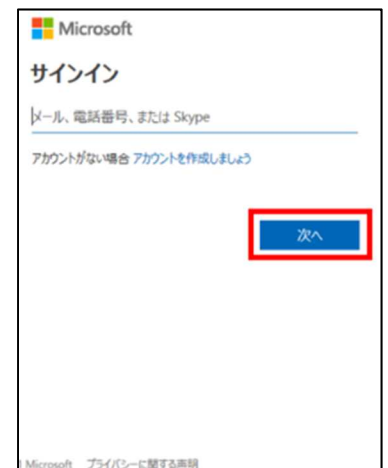 Microsoft
サインイン
メール、電話番号、または Skype
アカウントがない場合 アカウントを作成しましょう
次へ
Microsoft プライバシーに関する声明